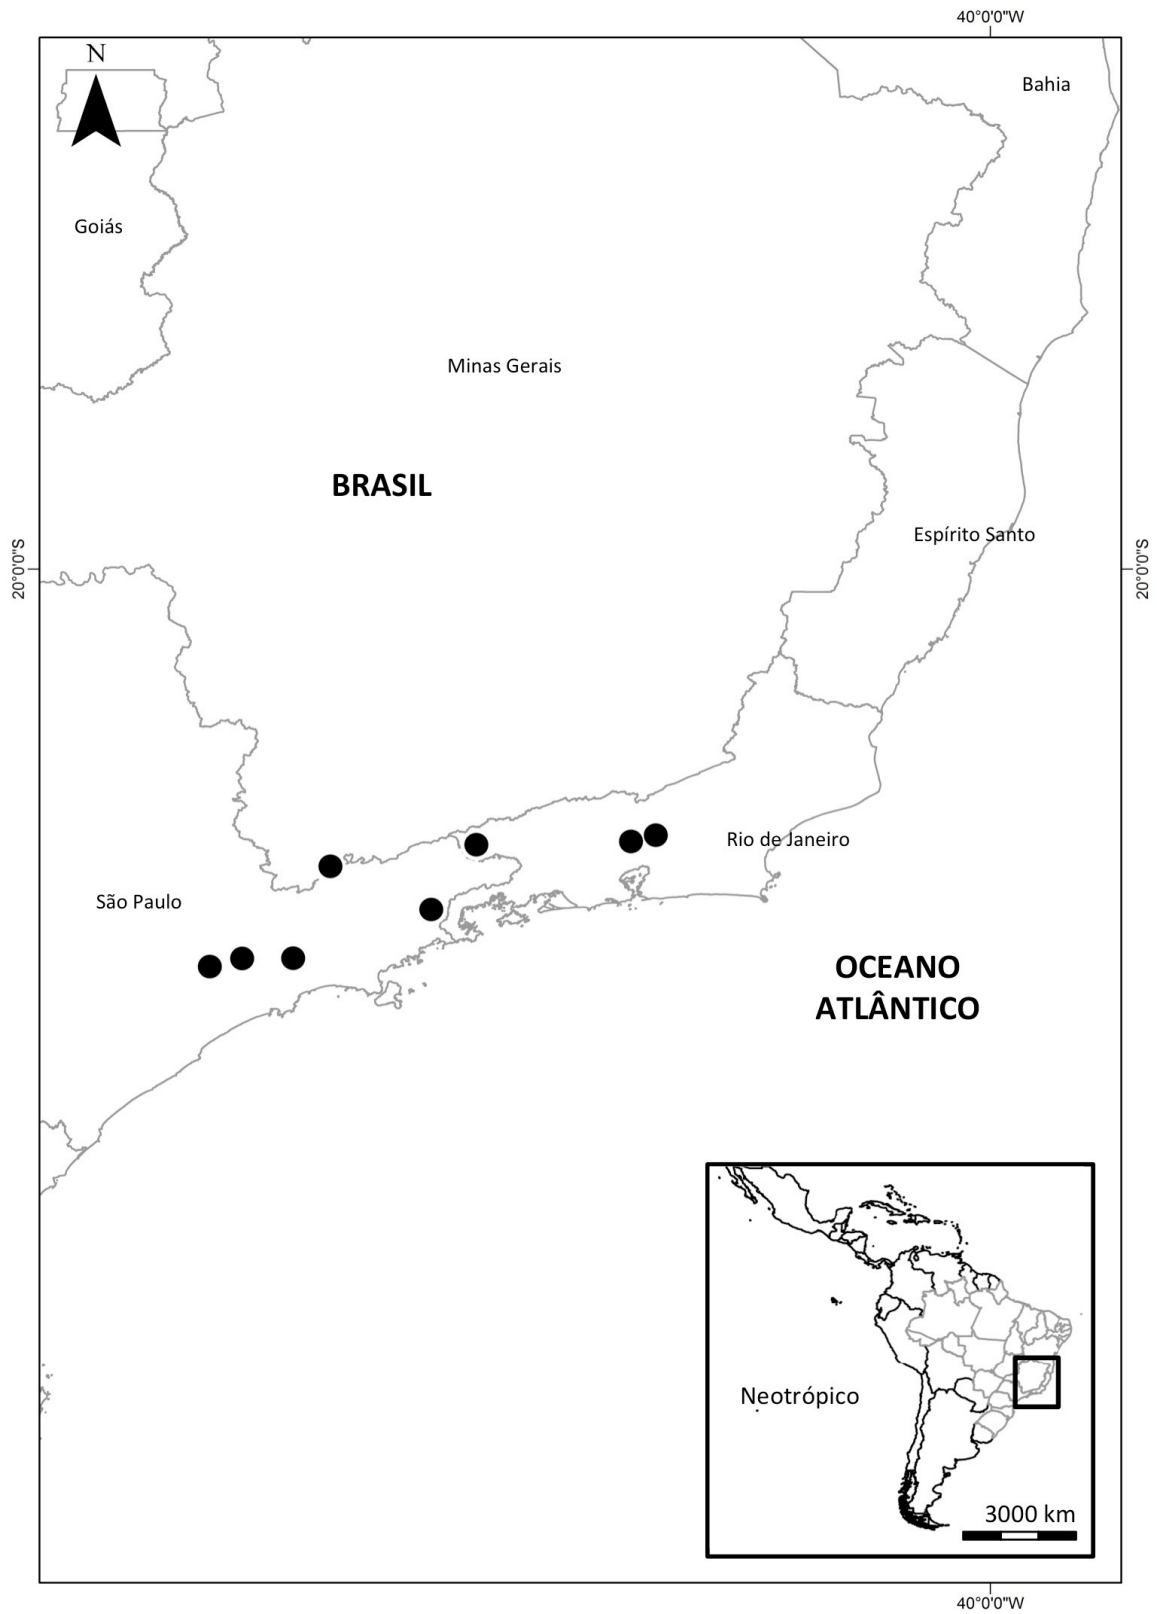 40°0'0"W
N
Bahia
Goiás
Minas Gerais
BRASIL
Espírito Santo
20°0'0"S
20°0'0"S
Rio de Janeiro
São Paulo
OCEANO
ATLÂNTICO
Neotrópico
3000 km
40°0'0"W